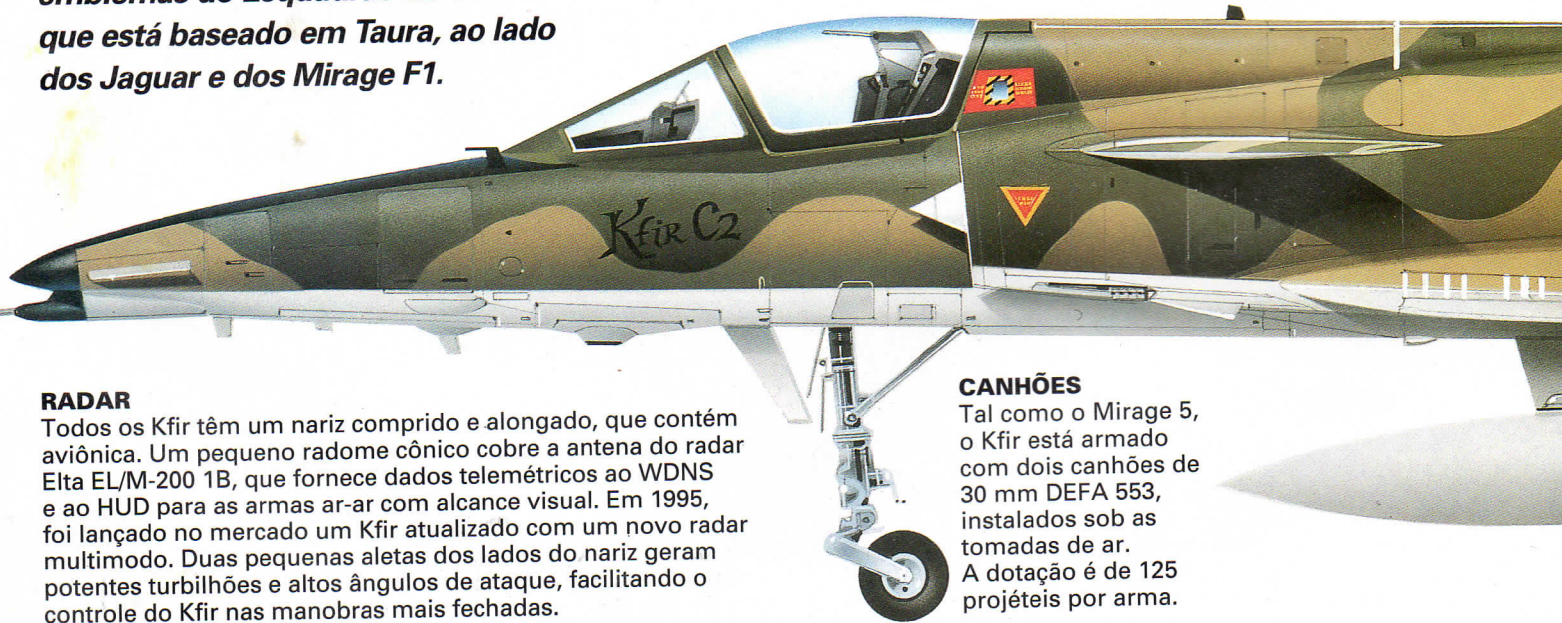 que está baseado em Taura, ao lado
dos Jaguar e dos Mirage F1.
Kfir C2
RADAR
Todos os Kfir têm um nariz comprido e alongado, que contém
aviônica. Um pequeno radome cônico cobre a antena do radar
Elta EL/M-200 1B, que fornece dados telemétricos ao WDNS
e ao HUD para as armas ar-ar com alcance visual. Em 1995,
foi lançado no mercado um Kfir atualizado com um novo radar
multimodo. Duas pequenas aletas dos lados do nariz geram
potentes turbilhões e altos ângulos de ataque, facilitando o
controle do Kfir nas manobras mais fechadas.
CANHÕES
Tal como o Mirage 5,
o Kfir está armado
com dois canhões de
30 mm DEFA 553,
instalados sob as
tomadas de ar.
A dotação é de 125
projéteis por arma.